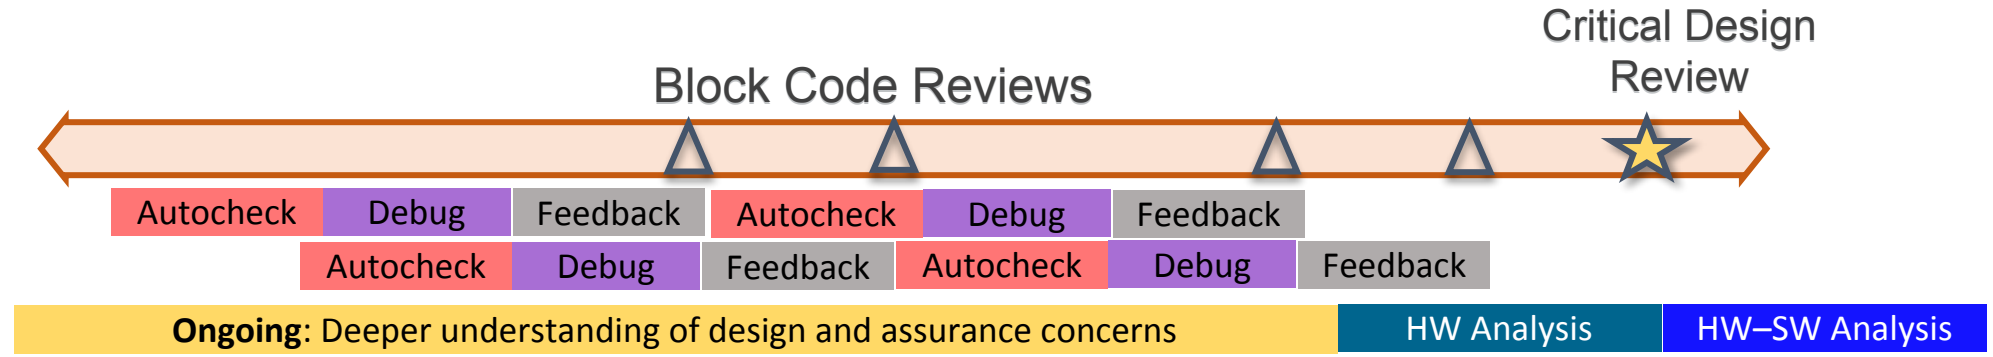 Critical Design
Review
Block Code Reviews
Autocheck Debug Feedback Autocheck Debug Feedback
Autocheck Debug Feedback Autocheck Debug Feedback
Ongoing: Deeper understanding of design and assurance concerns HW Analysis HW–SW Analysis